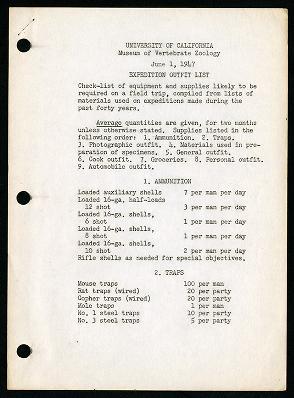 UNIVERSITY OF CALIFORNIA
Museum of Vertebrate Zoology
June 1, 1947
EXPEDITION OUTFIT LIST
Check-list of equipment and supplies likely to
be required on a field trip, compiled from lists of
materials used on expeditions made during the
past forty years.
Average quantities are given, for two months
unless otherwise stated. Supplies listed in the
following order: 1. Ammunition. 2. Traps.
3. Photographic outfit. 4. Materials used in pre-
paration of specimens. 5. General outfit.
6. Cook outfit. 7. Groceries. 8. Personal outfit.
9. Automobile outfit.
1. AMMUNITION
Loaded auxiliary shells 7 per man per day
Loaded 16-ga. half-loads
12 shot 3 per man per day
Loaded 16-ga. shells,
6 shot 1 per man per day
Loaded 16-ga. shells,
8 shot 1 per man per day
Loaded 16-ga. shells,
10 shot 2 per man per day
Rifle shells as needed for special objectives.
2. TRAPS
Mouse traps 100 per man
Rat traps (wired) 20 per party
Gopher traps (wired) 20 per party
Mole traps 1 per man
No. 1 steel traps 10 per party
No. 3 steel traps 5 per party